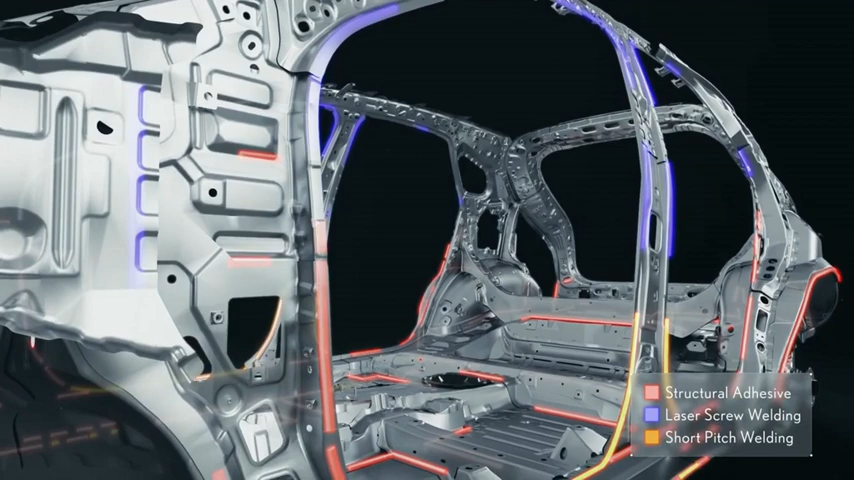 Structural Adhesive
Laser Screw Welding
Short Pitch Welding